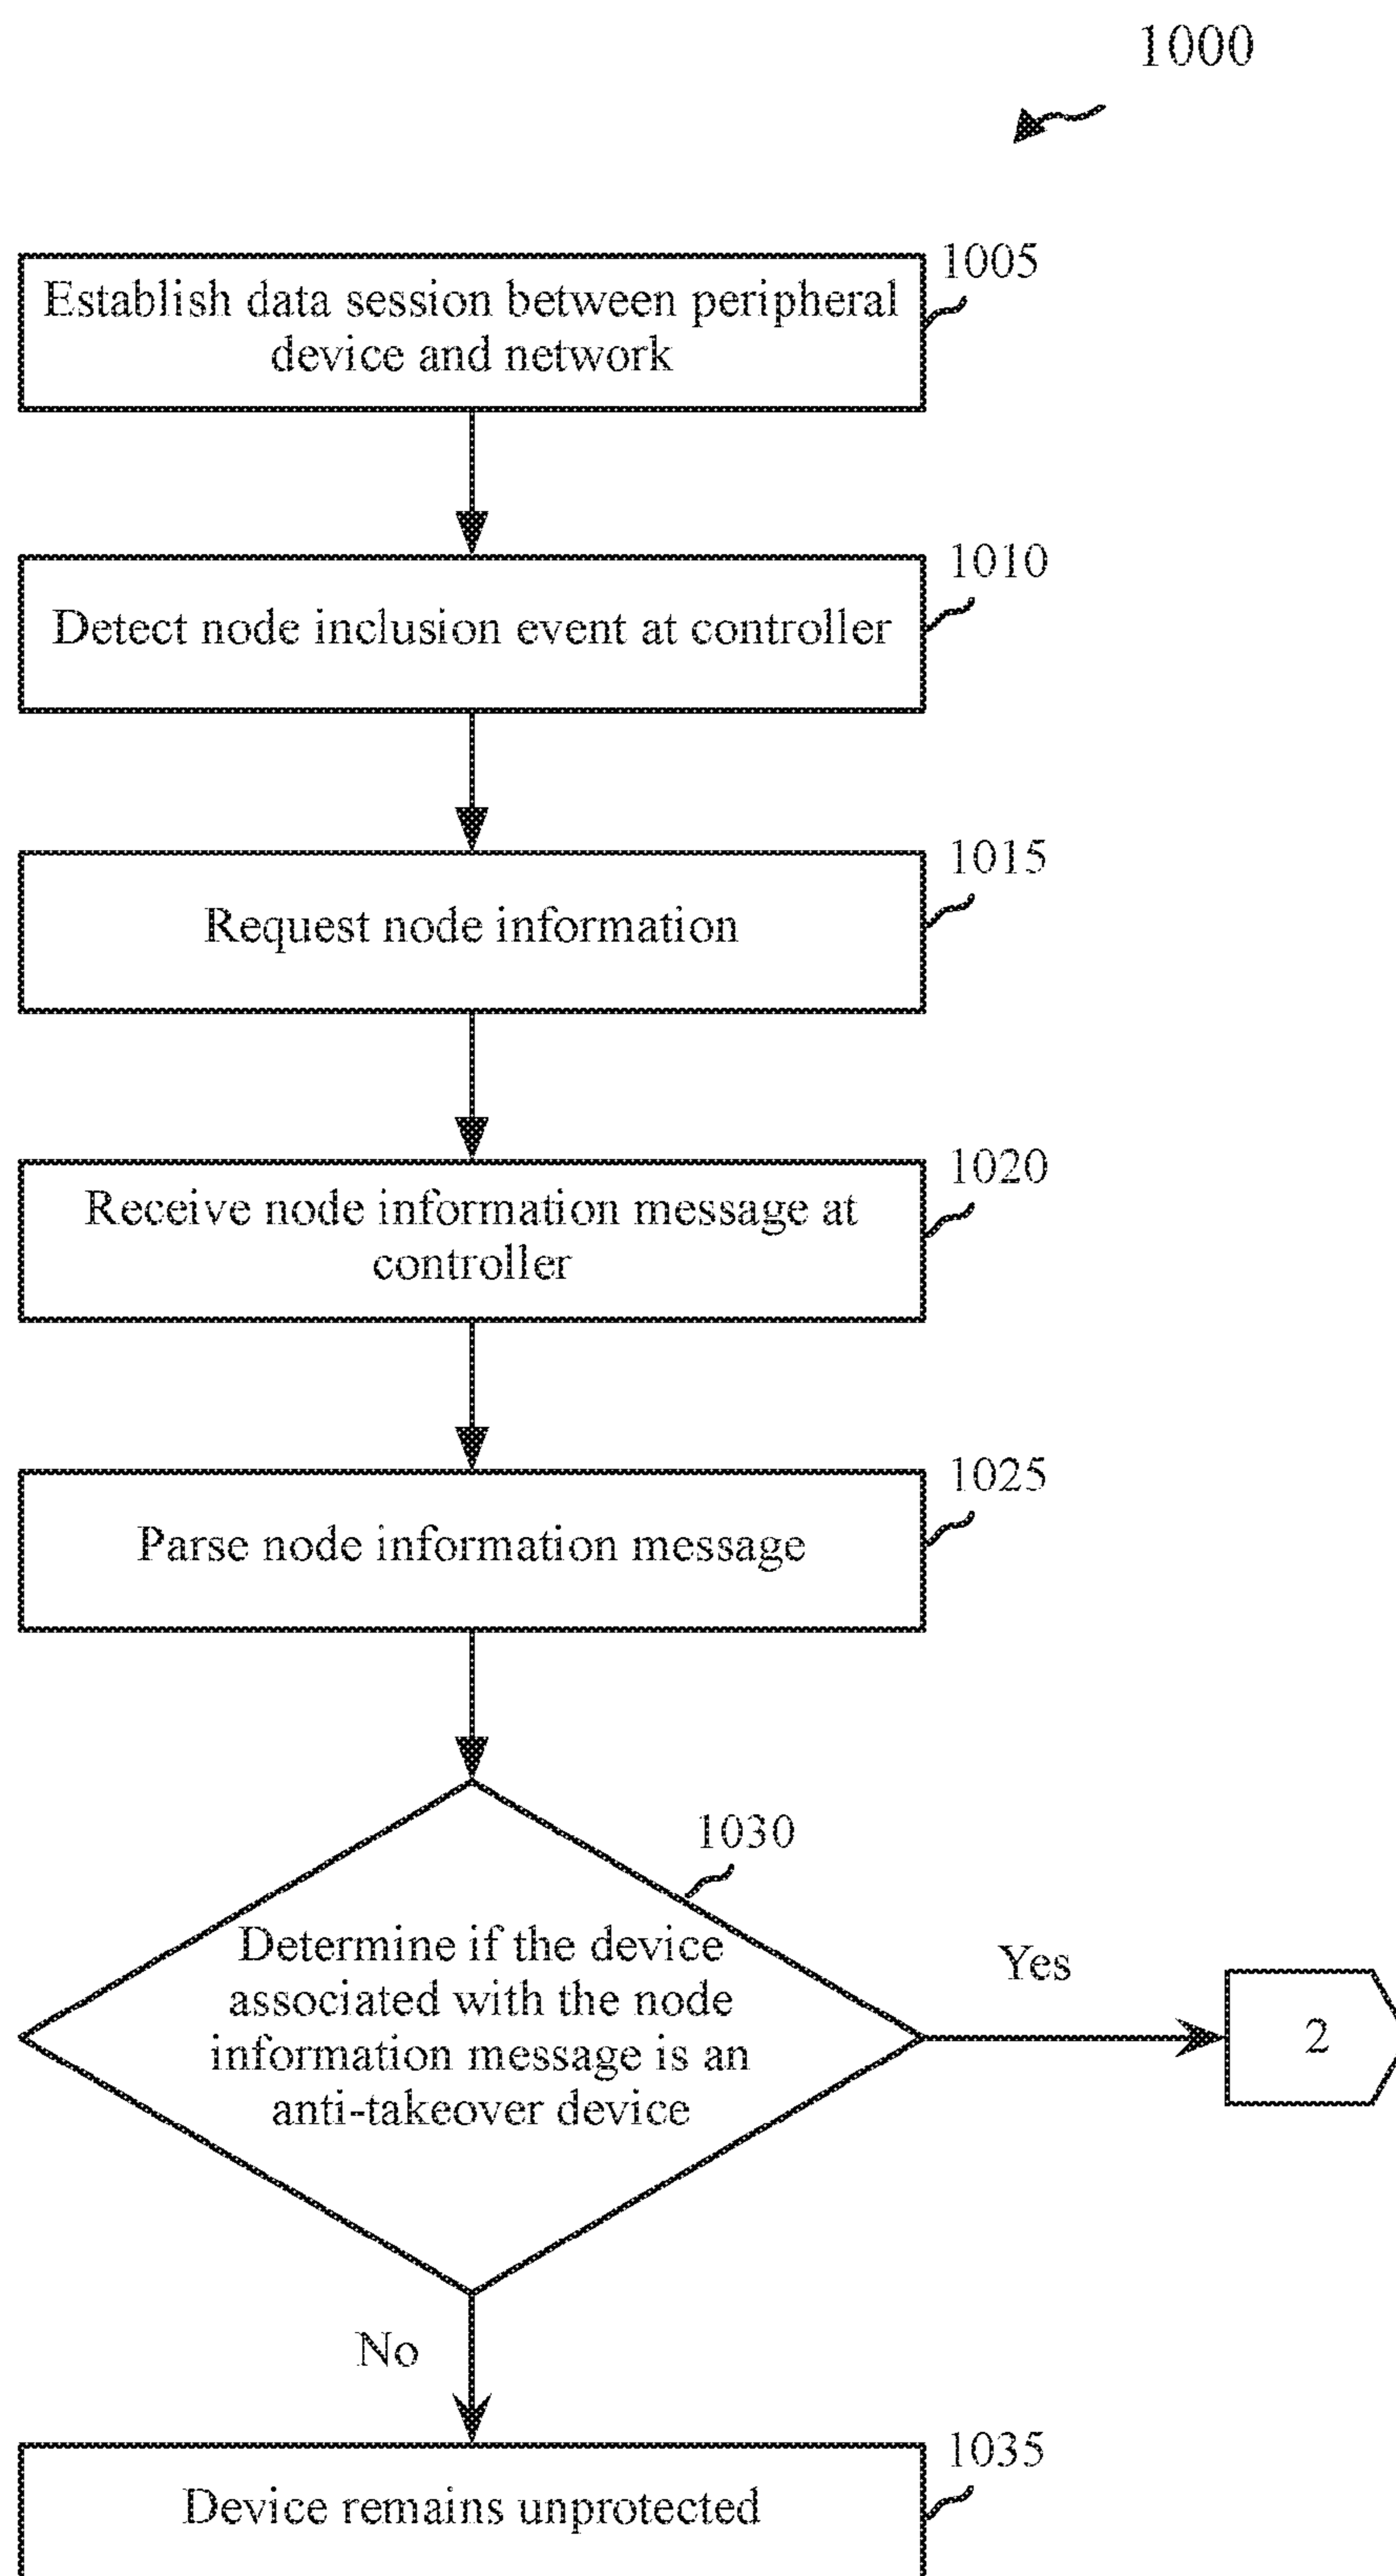 1000
1005
Establish data session between peripheral
device and network
1010
Detect node inclusion event at controller
1015
Request node information
1020
Receive node information message at
controller
1025
Parse node information message
1030
Determine if the device
associated with the node
information message is an
anti-takeover device
Yes
2
No
1035
Device remains unprotected